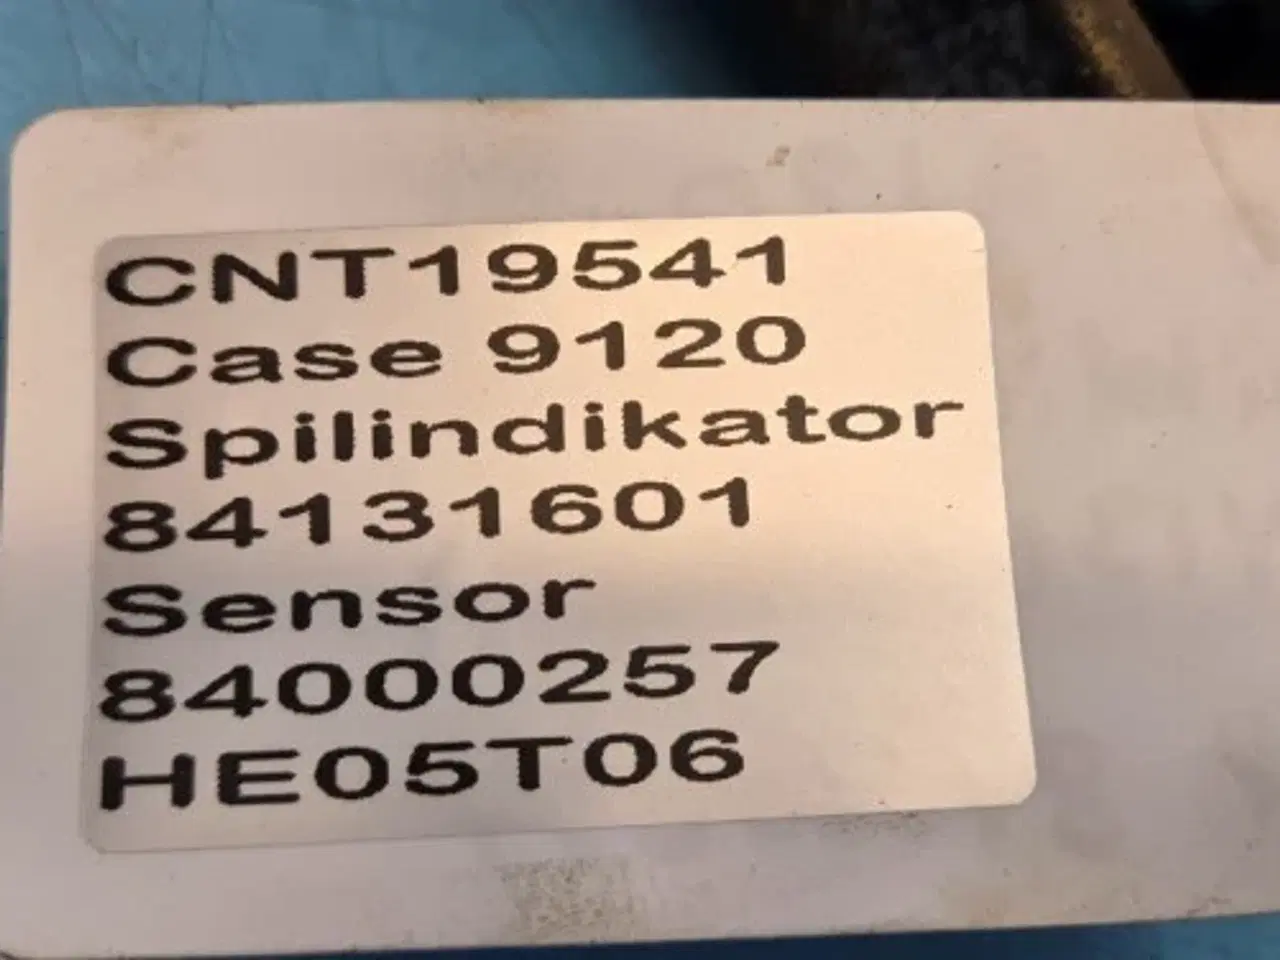 CNT19541
Case 9120
Spilindikator
84131601
Sensor
84000257
HE05T06